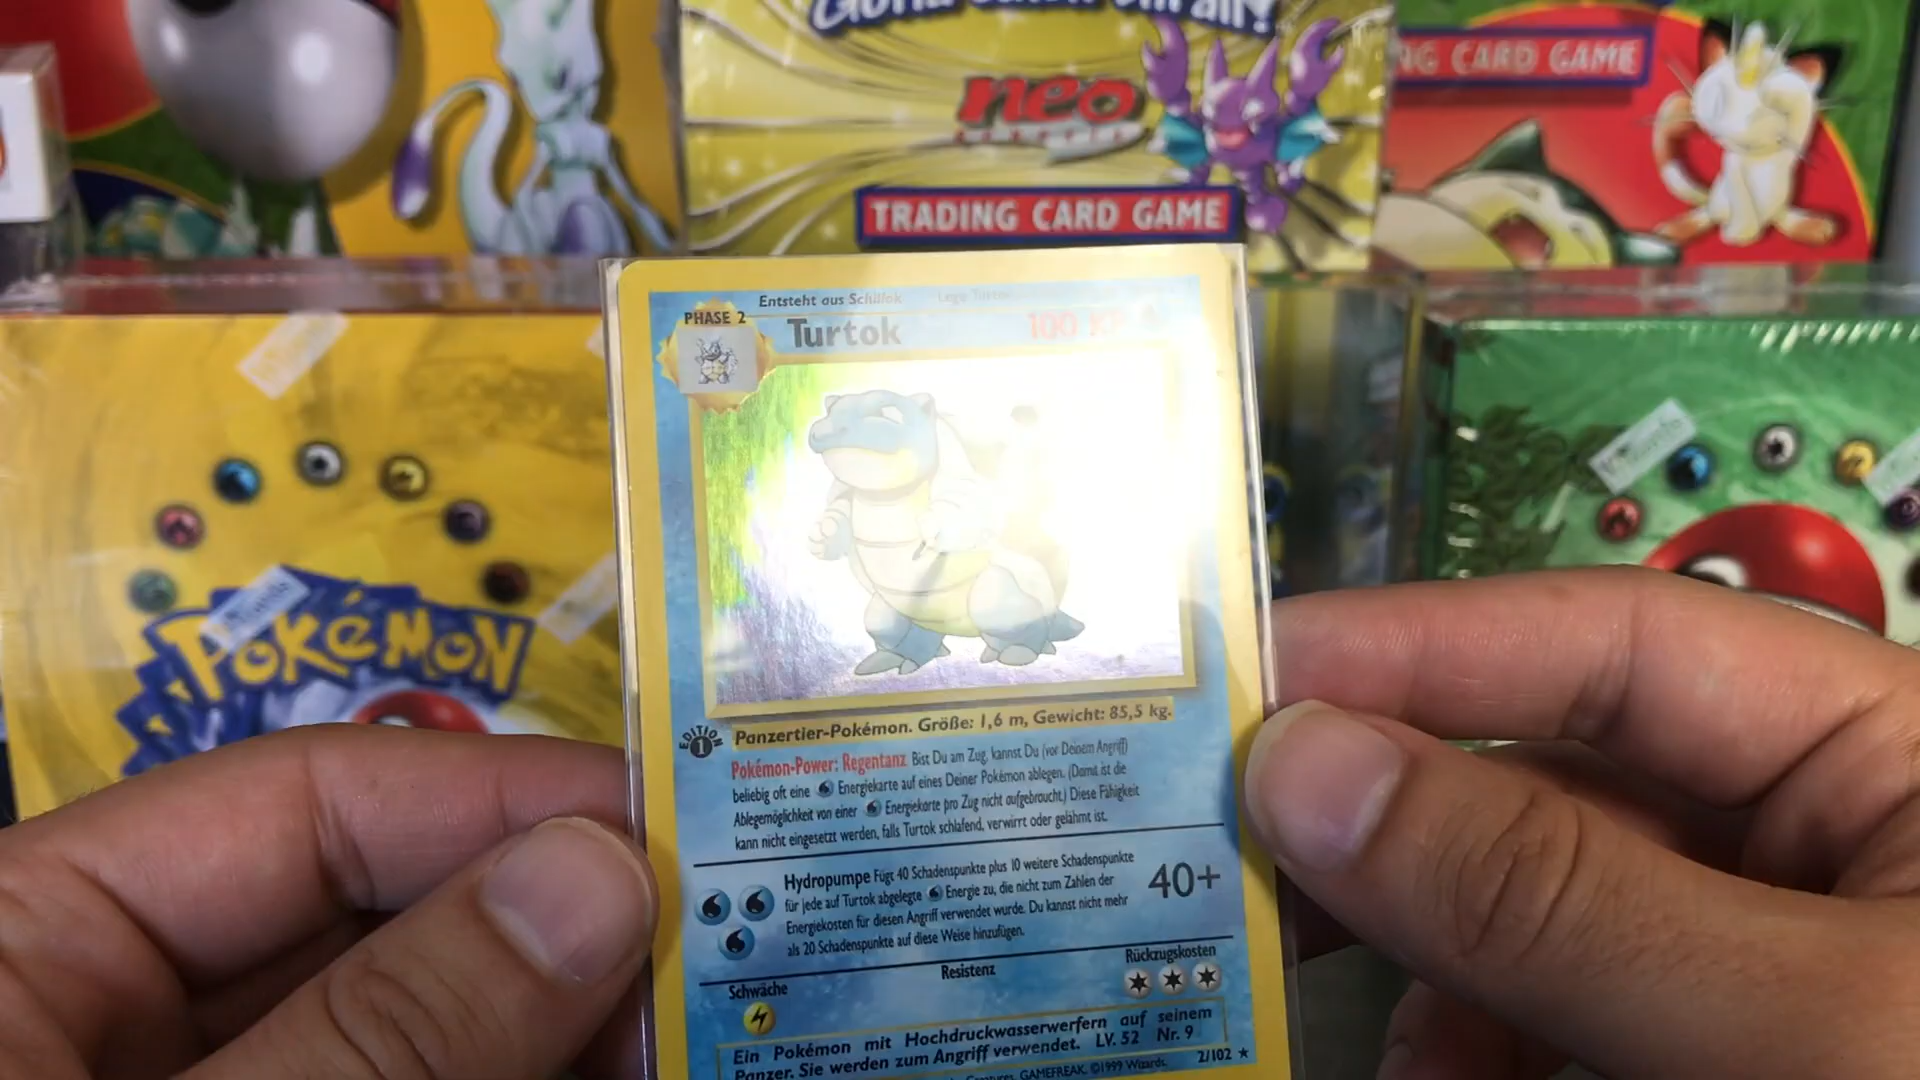 Gotta catch 'em all!
neo
TRADING CARD GAME
NG CARD GAME
POKéMON
Entsteht aus Schillok
Lege Turtok
PHASE 2
Turtok
100 KP
EDITION
1
Panzertier-Pokémon. Größe: 1,6 m, Gewicht: 85,5 kg.
Pokémon-Power: Regentanz Bist Du am Zug, kannst Du (vor Deinem Angriff)
beliebig oft eine Energiekarte auf eines Deiner Pokémon ablegen. (Damit ist die
Ablegemöglichkeit von einer Energiekarte pro Zug nicht aufgebraucht.) Diese Fähigkeit
kann nicht eingesetzt werden, falls Turtok schlafend, verwirrt oder gelähmt ist.
Hydropumpe Fügt 40 Schadenspunkte plus 10 weitere Schadenspunkte
für jede auf Turtok abgelegte Energie zu, die nicht zum Zahlen der
Energiekosten für diesen Angriff verwendet wurde. Du kannst nicht mehr
als 20 Schadenspunkte auf diese Weise hinzufügen.
40+
Schwäche
Resistenz
Rückzugskosten
Ein Pokémon mit Hochdruckwasserwerfern auf seinem
Panzer. Sie werden zum Angriff verwendet. LV. 52 Nr. 9
Creatures, GAMEFREAK. ©1999 Wizards.
2/102 ★